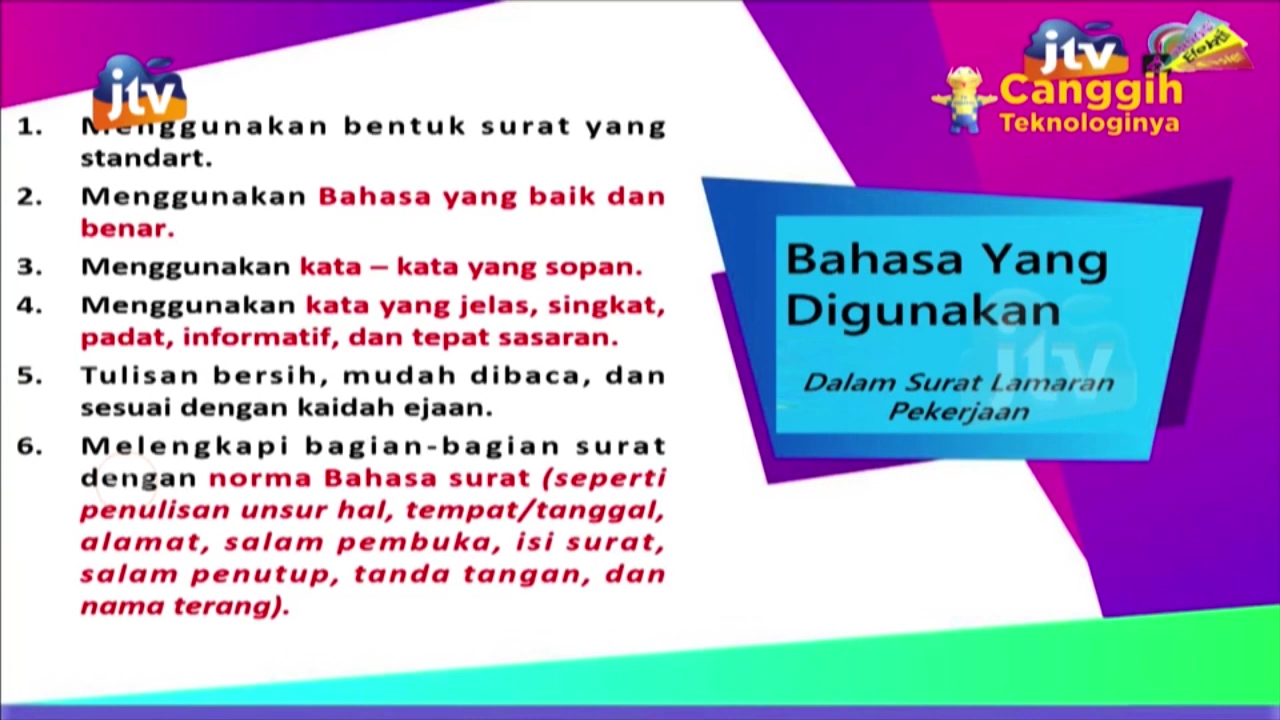 jtv
jtv
Canggih
Teknologinya
1. Menggunakan bentuk surat yang
standart.
2. Menggunakan Bahasa yang baik dan
benar.
3. Menggunakan kata – kata yang sopan.
4. Menggunakan kata yang jelas, singkat,
padat, informatif, dan tepat sasaran.
5. Tulisan bersih, mudah dibaca, dan
sesuai dengan kaidah ejaan.
6. Melengkapi bagian-bagian surat
dengan norma Bahasa surat (seperti
penulisan unsur hal, tempat/tanggal,
alamat, salam pembuka, isi surat,
salam penutup, tanda tangan, dan
nama terang).
Bahasa Yang
Digunakan
jtv
Dalam Surat Lamaran
Pekerjaan